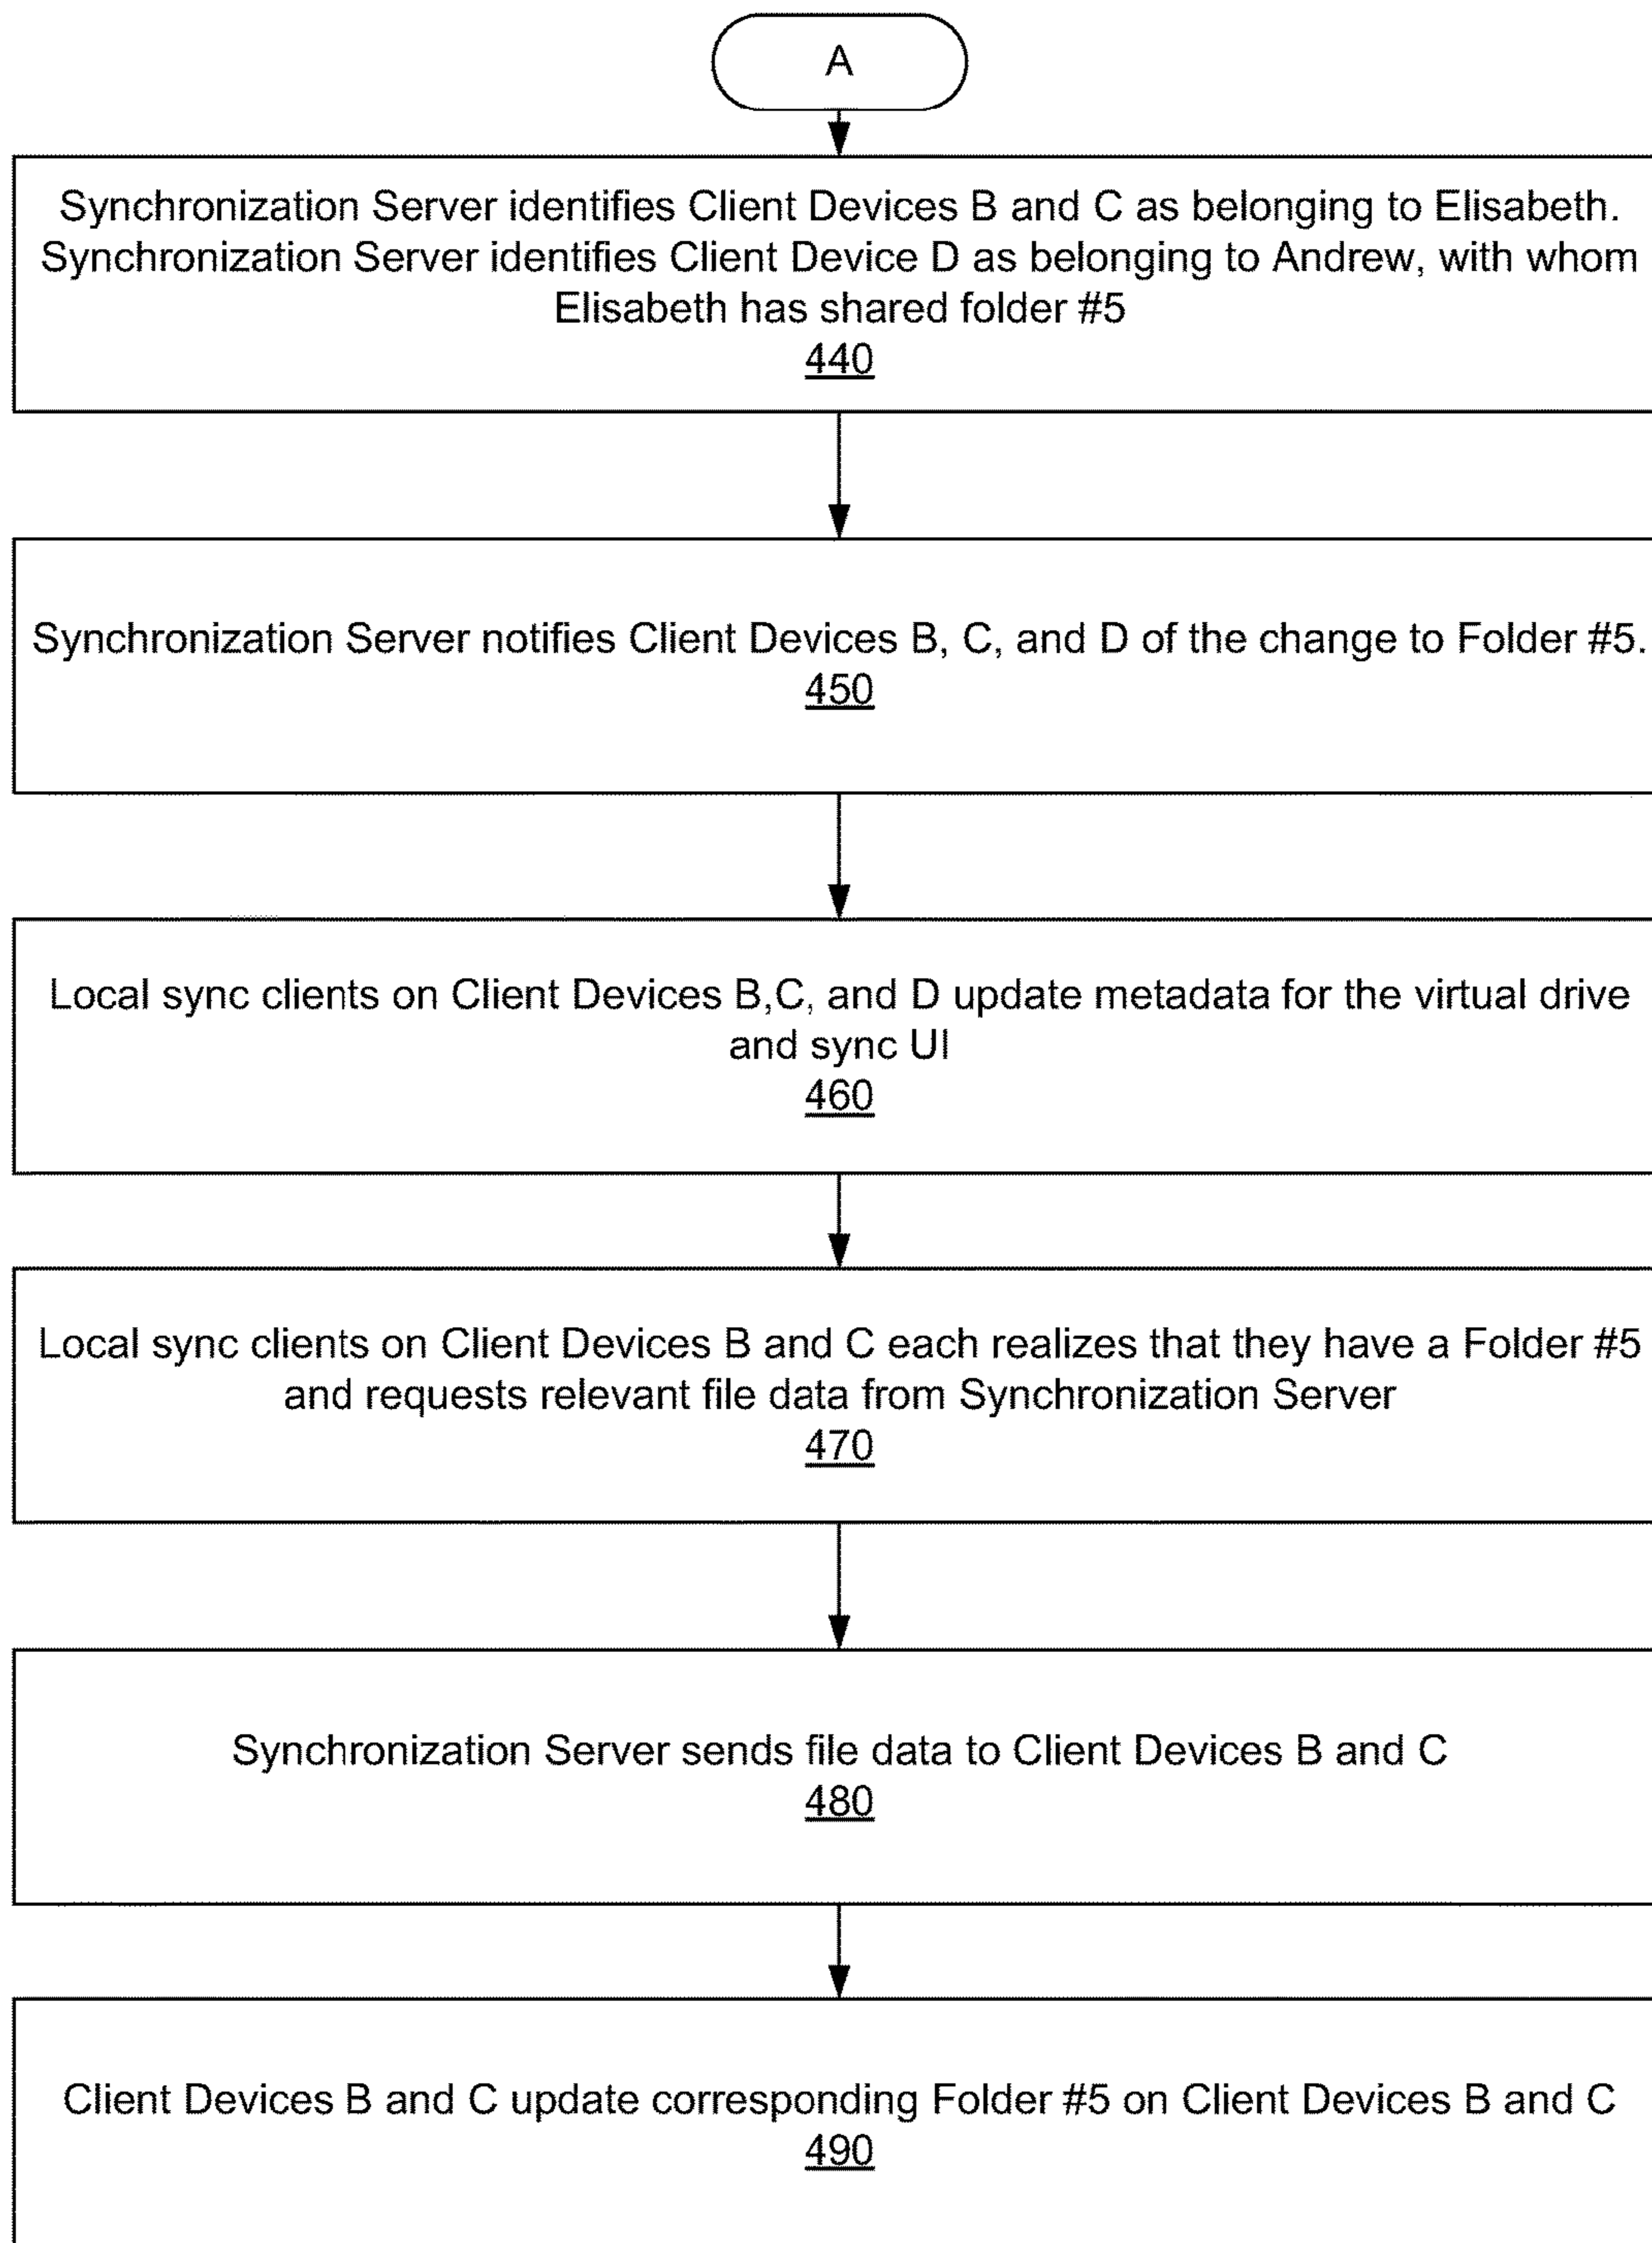 A
Synchronization Server identifies Client Devices B and C as belonging to Elisabeth.
Synchronization Server identifies Client Device D as belonging to Andrew, with whom
Elisabeth has shared folder #5
440
Synchronization Server notifies Client Devices B, C, and D of the change to Folder #5.
450
Local sync clients on Client Devices B,C, and D update metadata for the virtual drive
and sync UI
460
Local sync clients on Client Devices B and C each realizes that they have a Folder #5
and requests relevant file data from Synchronization Server
470
Synchronization Server sends file data to Client Devices B and C
480
Client Devices B and C update corresponding Folder #5 on Client Devices B and C
490